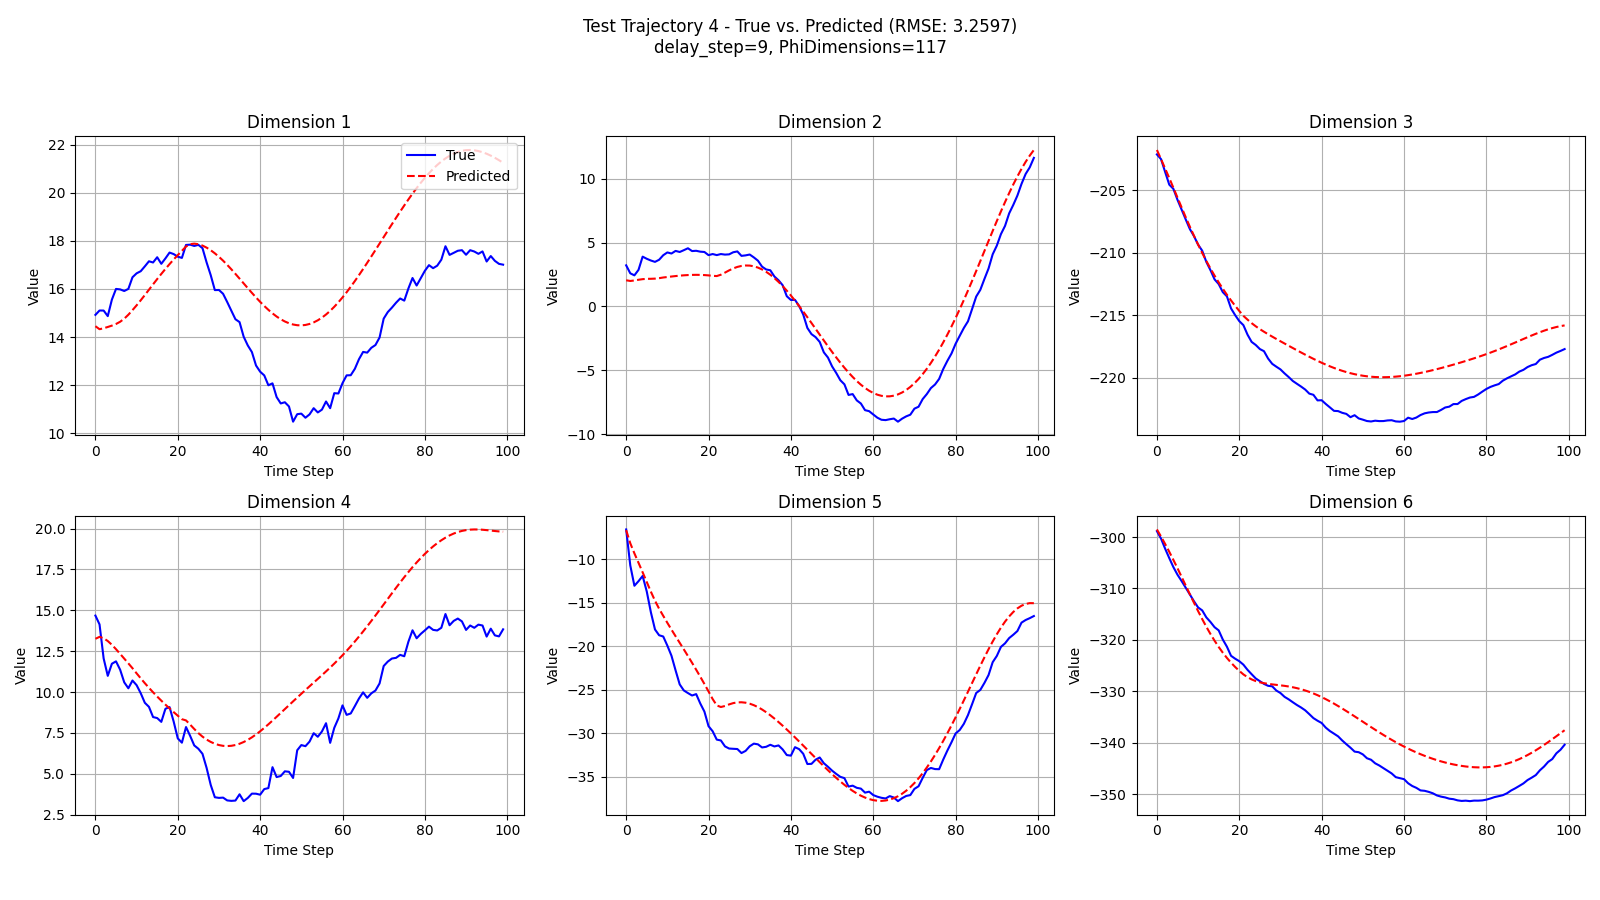 Test Trajectory 4 - True vs. Predicted (RMSE: 3.2597)
delay_step=9, PhiDimensions=117
Dimension 1
22
20
18
16
14
12
10
Value
0 20 40 60 80 100
Time Step
True
Predicted
Dimension 2
10
5
0
−5
−10
Value
0 20 40 60 80 100
Time Step
Dimension 3
−205
−210
−215
−220
Value
0 20 40 60 80 100
Time Step
Dimension 4
20.0
17.5
15.0
12.5
10.0
7.5
5.0
2.5
Value
0 20 40 60 80 100
Time Step
Dimension 5
−10
−15
−20
−25
−30
−35
Value
0 20 40 60 80 100
Time Step
Dimension 6
−300
−310
−320
−330
−340
−350
Value
0 20 40 60 80 100
Time Step